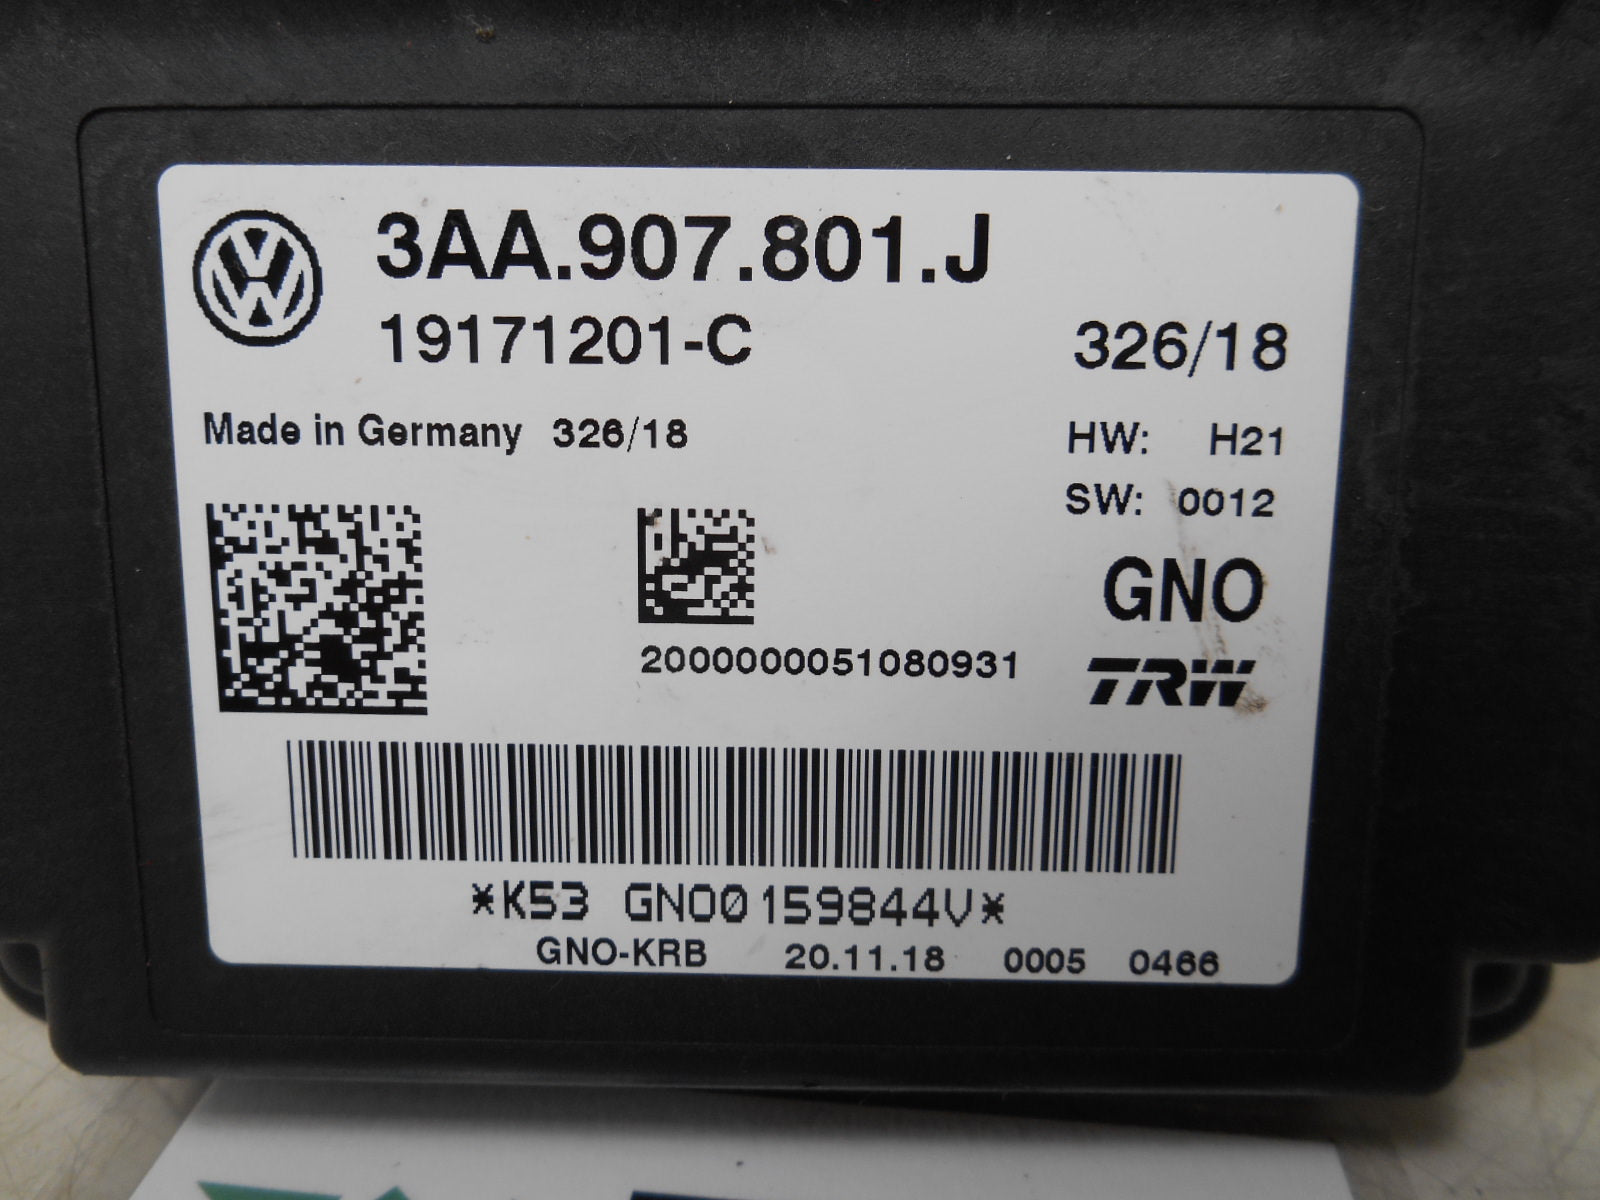 3AA.907.801.J
19171201-C 326/18
Made in Germany 326/18 HW: H21
SW: 0012
GNO
2000000051080931 TRW
*K53 GNO0159844V*
GNO-KRB 20.11.18 0005 0466